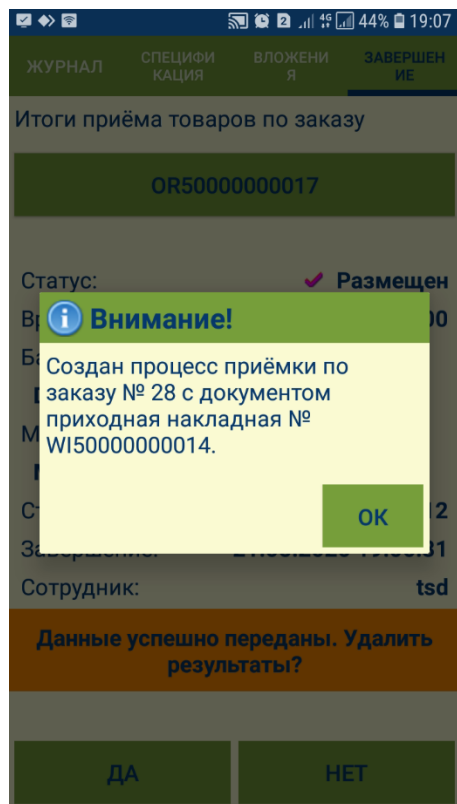 44% 19:07
ЖУРНАЛ
СПЕЦИФИ
КАЦИЯ
ВЛОЖЕНИ
Я
ЗАВЕРШЕН
ИЕ
Итоги приёма товаров по заказу
OR50000000017
Статус: Размещен
Внимание!
Создан процесс приёмки по
заказу № 28 с документом
приходная накладная №
WI50000000014.
ОК
Сотрудник: tsd
Данные успешно переданы. Удалить
результаты?
ДА
НЕТ